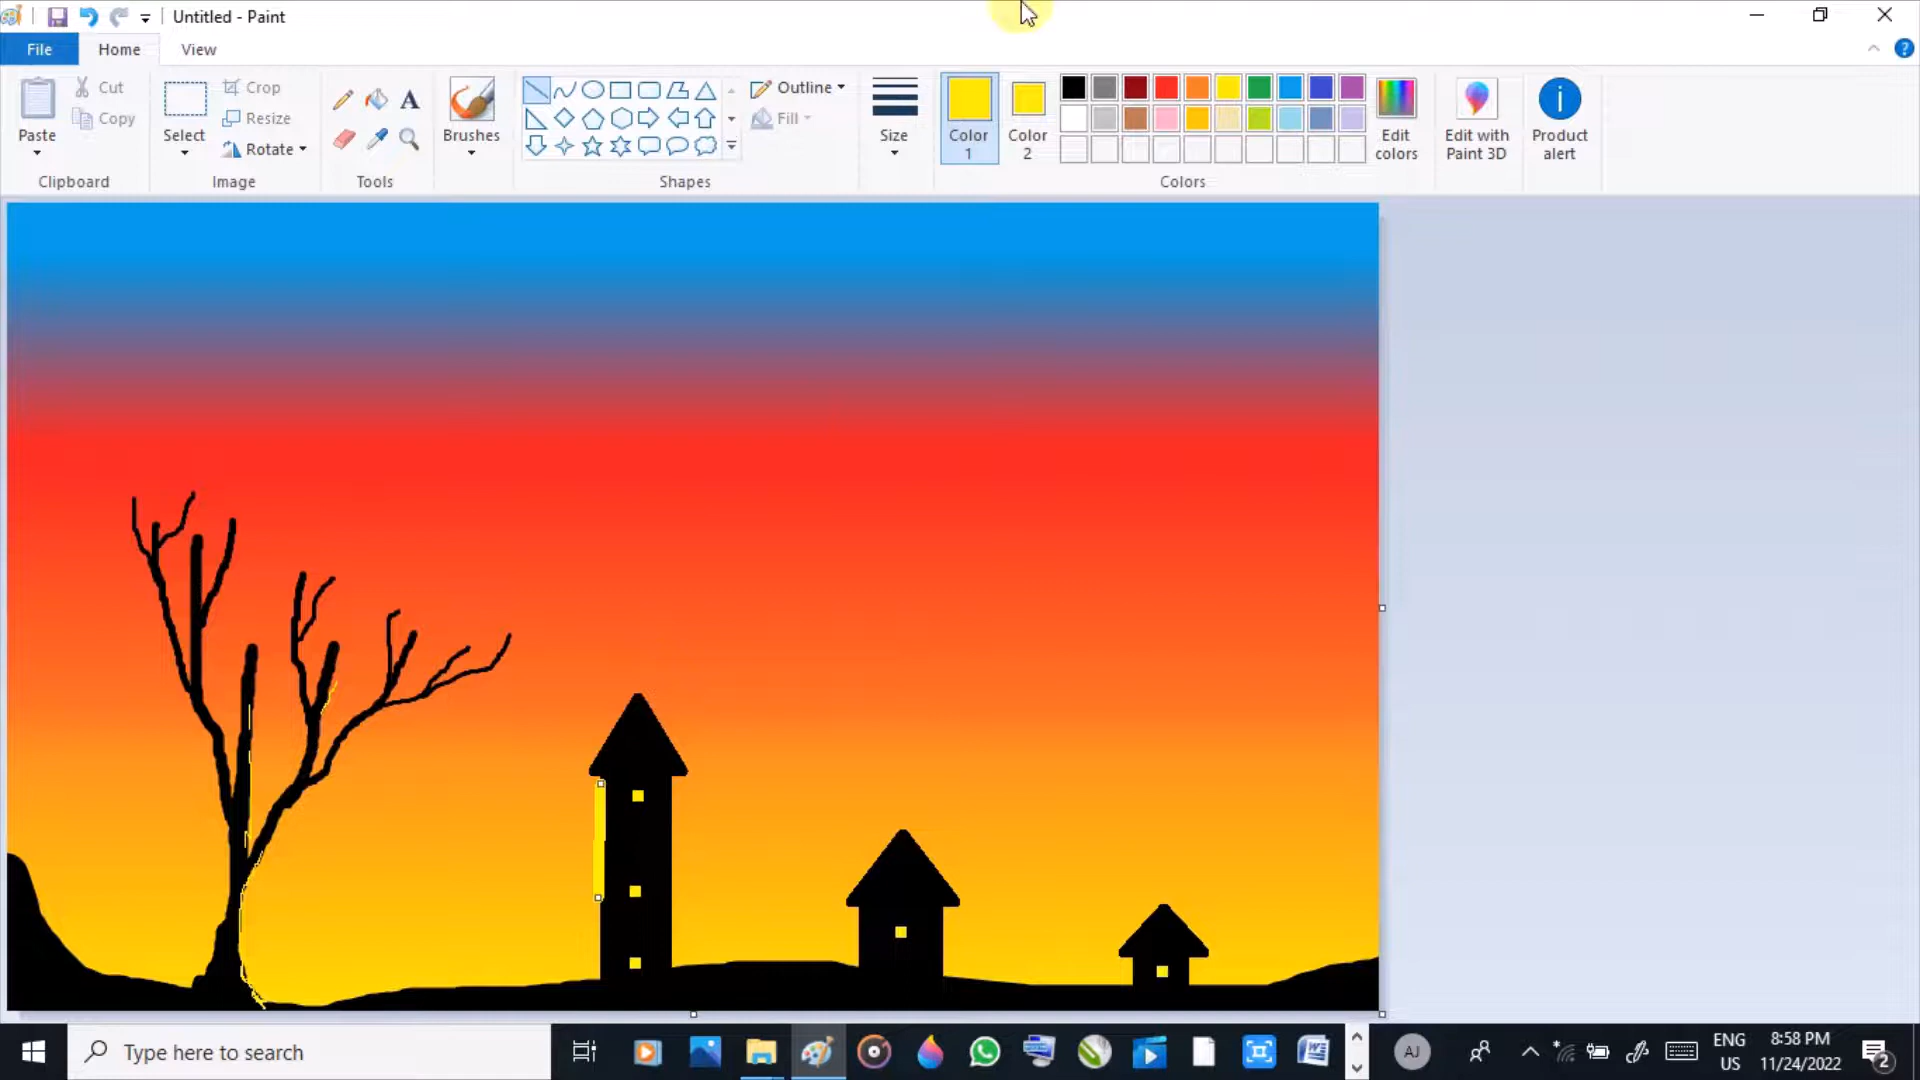 Untitled - Paint
File Home View
Paste Cut Copy Select Crop Resize Rotate Brushes Outline Fill Size Color 1 Color 2 Edit colors Edit with Paint 3D Product alert
Clipboard Image Tools Shapes Colors
Type here to search
AJ
ENG US
8:58 PM
11/24/2022
2